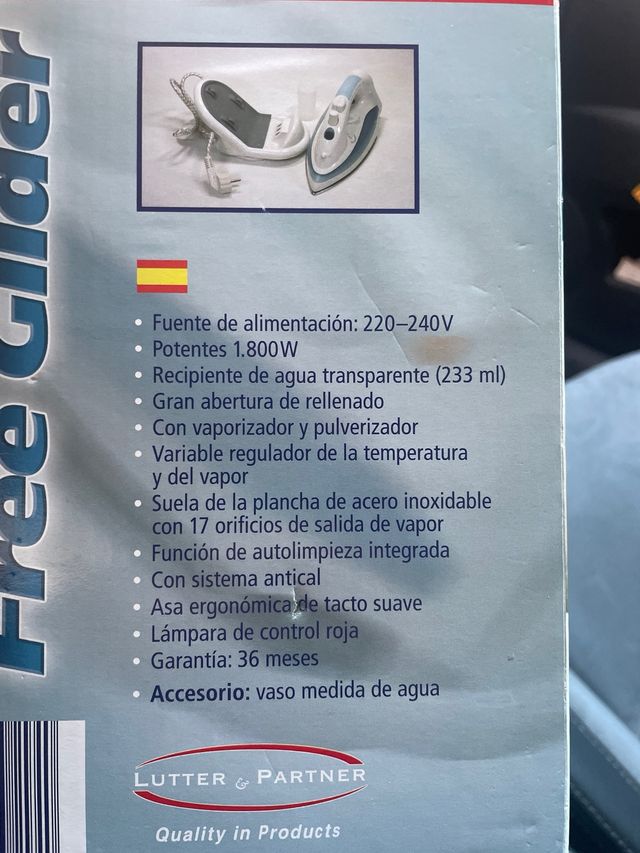 Free Glider
• Fuente de alimentación: 220–240V
• Potentes 1.800W
• Recipiente de agua transparente (233 ml)
• Gran abertura de rellenado
• Con vaporizador y pulverizador
• Variable regulador de la temperatura
y del vapor
• Suela de la plancha de acero inoxidable
con 17 orificios de salida de vapor
• Función de autolimpieza integrada
• Con sistema antical
• Asa ergonómica de tacto suave
• Lámpara de control roja
• Garantía: 36 meses
• Accesorio: vaso medida de agua
LUTTER & PARTNER
Quality in Products